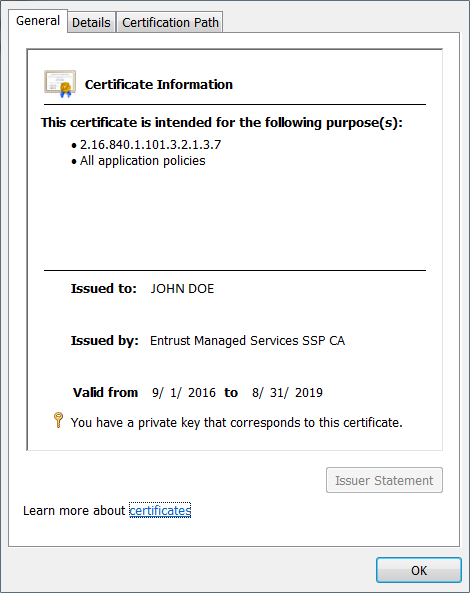 General Details Certification Path
Certificate Information
This certificate is intended for the following purpose(s):
• 2.16.840.1.101.3.2.1.3.7
• All application policies
Issued to: JOHN DOE
Issued by: Entrust Managed Services SSP CA
Valid from 9/ 1/ 2016 to 8/ 31/ 2019
You have a private key that corresponds to this certificate.
Issuer Statement
Learn more about certificates
OK